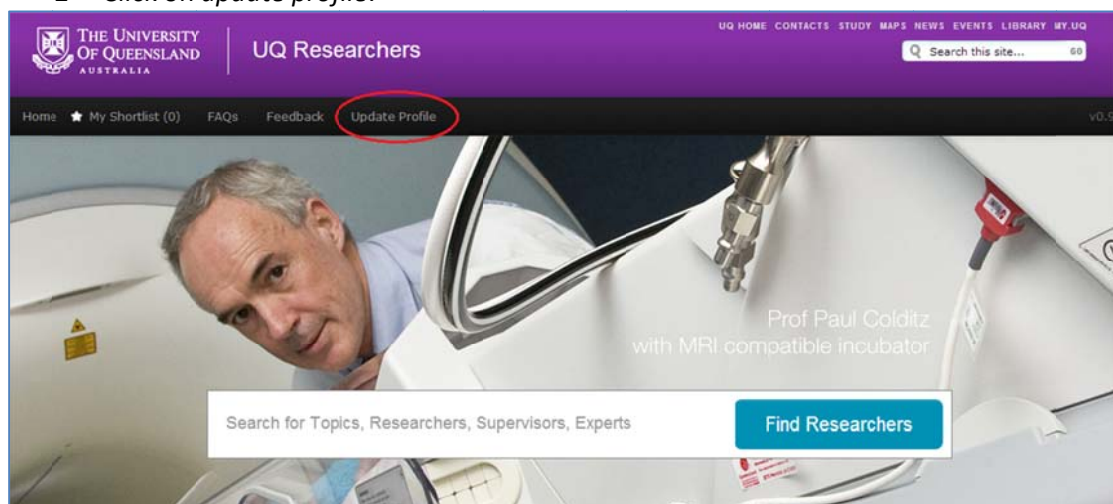 Click on update profile.
THE UNIVERSITY
OF QUEENSLAND
AUSTRALIA
UQ Researchers
UQ HOME CONTACTS STUDY MAPS NEWS EVENTS LIBRARY MY.UQ
Search this site... GO
Home ★ My Shortlist (0) FAQs Feedback Update Profile v0.9
Prof Paul Colditz
with MRI compatible incubator
Search for Topics, Researchers, Supervisors, Experts Find Researchers